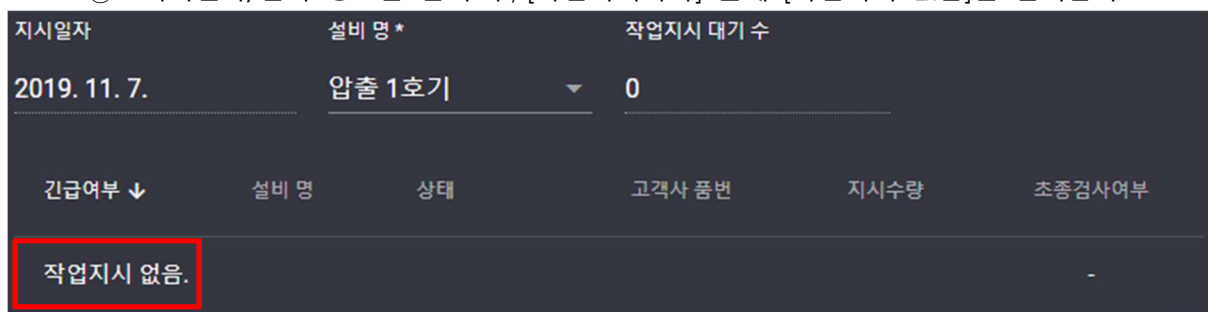 지시일자 설비 명 * 작업지시 대기 수
2019. 11. 7. 압출 1호기 0
긴급여부 ↓ 설비 명 상태 고객사 품번 지시수량 초종검사여부
작업지시 없음. -